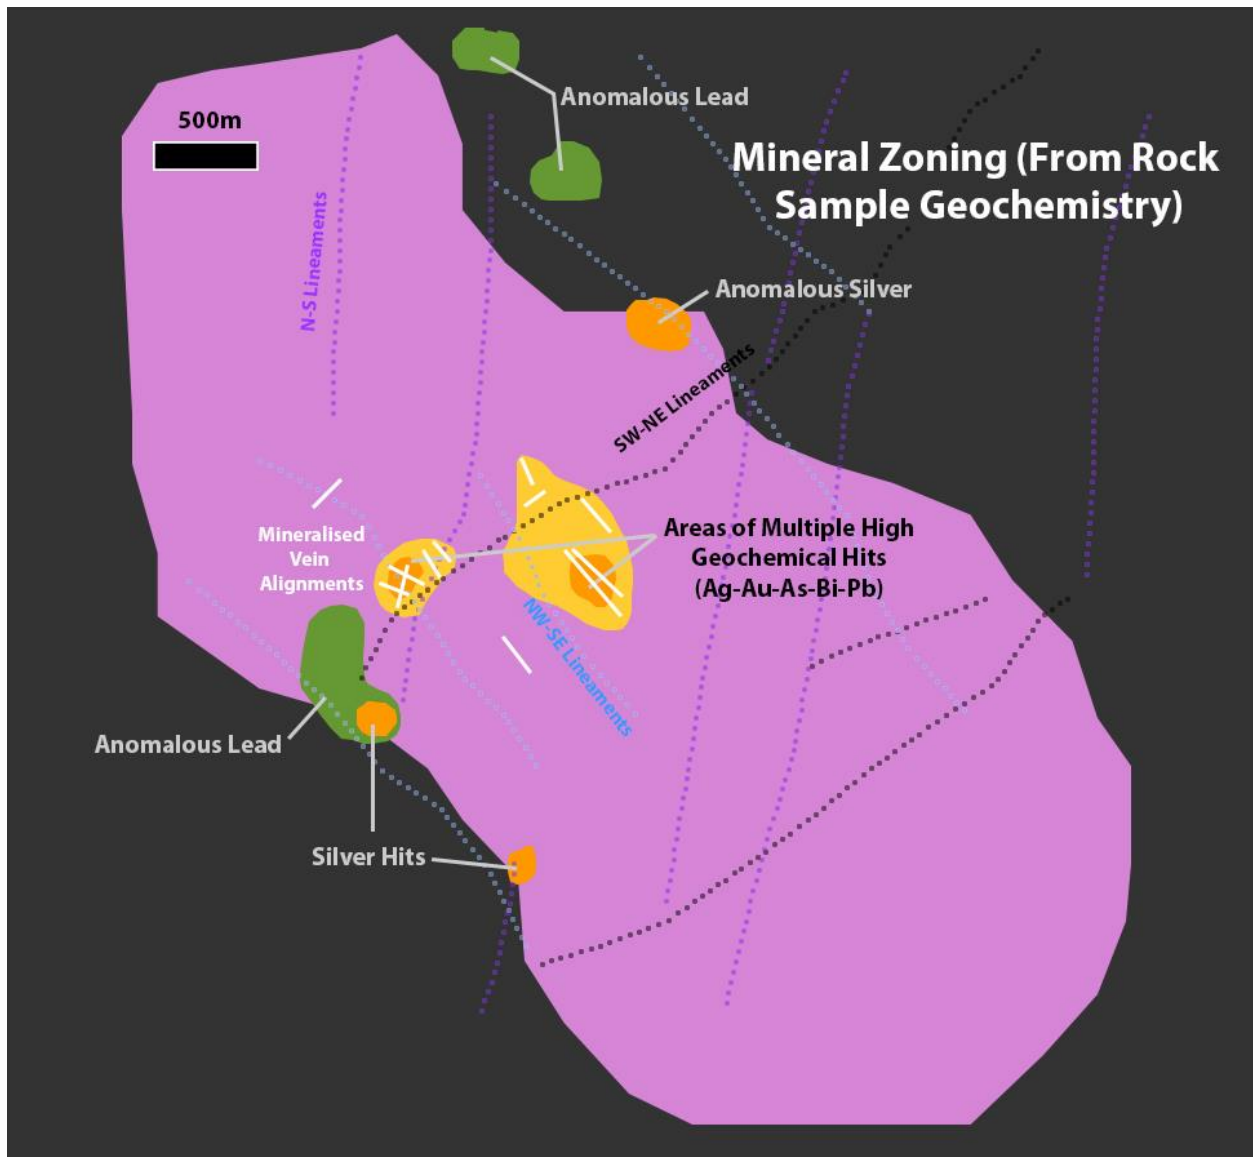 Anomalous Lead
500m
Mineral Zoning (From Rock
Sample Geochemistry)
N-S Lineaments
Anomalous Silver
SW-NE Lineaments
Mineralised
Vein
Alignments
Areas of Multiple High
Geochemical Hits
(Ag-Au-As-Bi-Pb)
NW-SE Lineaments
Anomalous Lead
Silver Hits